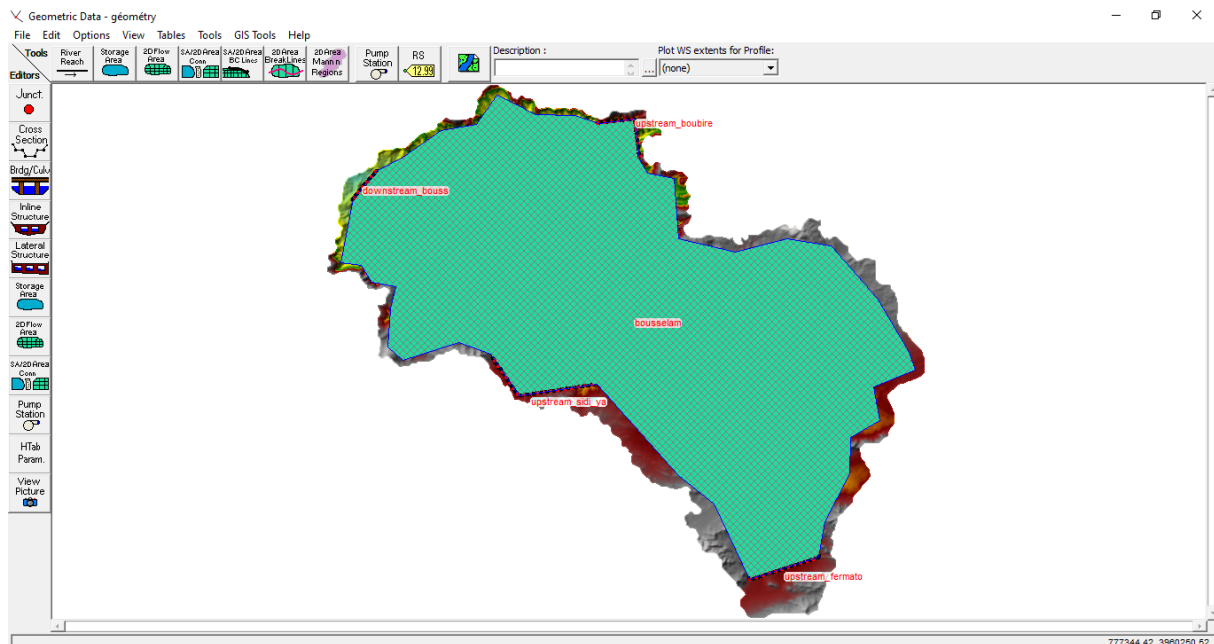 Geometric Data - géométry
File Edit Options View Tables Tools GIS Tools Help
Tools
Editors
River
Reach
Storage
Area
2D Flow
Area
SA/2D Area
Conn
SA/2D Area
BC Lines
2D Area
BreakLines
2D Area
Mann n
Regions
Pump
Station
RS
12.99
Description :
...
Plot WS extents for Profile:
(none)
Junct.
Cross
Section
Brdg/Culv
Inline
Structure
Lateral
Structure
Storage
Area
2D Flow
Area
SA/2D Area
Conn
Pump
Station
HTab
Param.
View
Picture
upstream_boubire
downstream_bouss
bousselam
upstream_sidi_ya
upstream_fermato
777344.42, 3960250.52